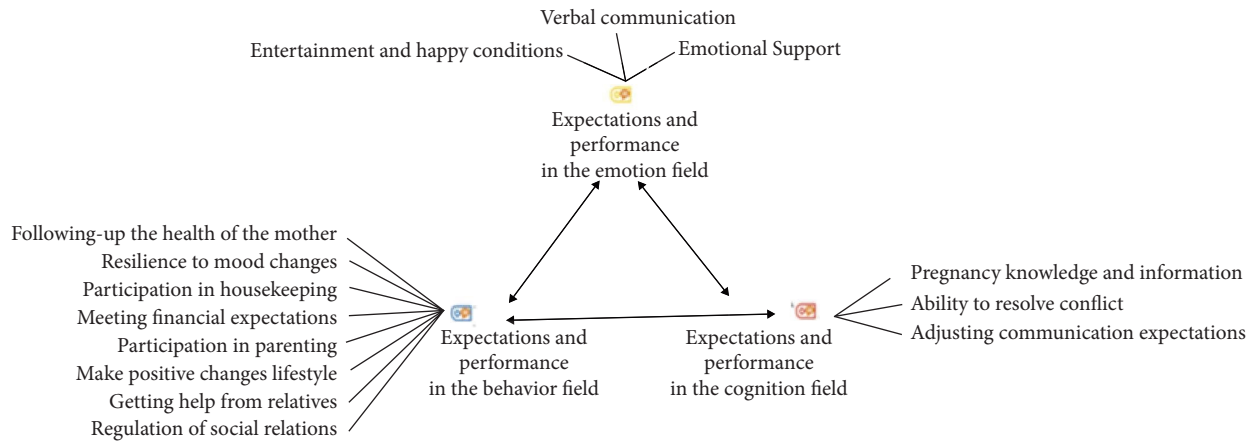 Verbal communication
Entertainment and happy conditions
Emotional Support
Expectations and
performance
in the emotion field
Following-up the health of the mother
Resilience to mood changes
Participation in housekeeping
Meeting financial expectations
Participation in parenting
Make positive changes lifestyle
Getting help from relatives
Regulation of social relations
Expectations and
performance
in the behavior field
Expectations and
performance
in the cognition field
Pregnancy knowledge and information
Ability to resolve conflict
Adjusting communication expectations